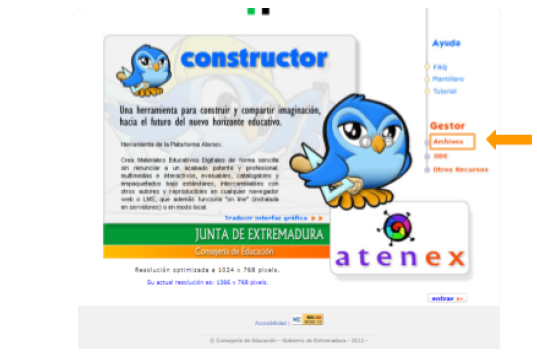 constructor
Una herramienta para construir y compartir imaginación,
hacia el futuro del nuevo horizonte educativo.
Herramienta de la Plataforma Atenex.
Crea Materiales Educativos Digitales de forma sencilla
sin renunciar a un acabado potente y profesional,
multimedias e interactivos, evaluables, catalogables y
empaquetados bajo estándares, intercambiables con
otros autores y reproducibles en cualquier navegador
web o LMS, que además funciona "on line" (instalada
en servidores) o en modo local.
Traducir interfaz gráfica
JUNTA DE EXTREMADURA
Consejería de Educación
Resolución optimizada a 1024 x 768 pixels.
Su actual resolución es: 1366 x 768 pixels.
Ayuda
FAQ
Plantillero
Tutorial
Gestor
Archivos
ODE
Otros Recursos
atenex
entrar
Accesibilidad |
© Consejería de Educación - Gobierno de Extremadura - 2012 -